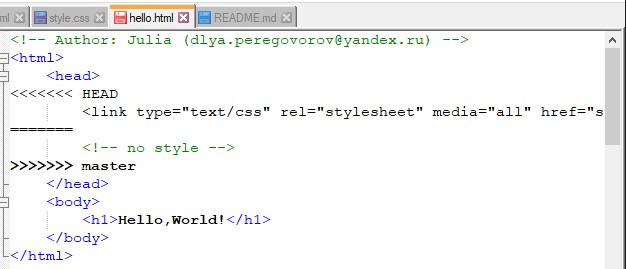 ml style.css hello.html README.md
<!-- Author: Julia (dlya.peregovorov@yandex.ru) -->
<html>
<head>
<<<<<<< HEAD
<link type="text/css" rel="stylesheet" media="all" href="s
=======
<!-- no style -->
>>>>>>> master
</head>
<body>
<h1>Hello,World!</h1>
</body>
</html>